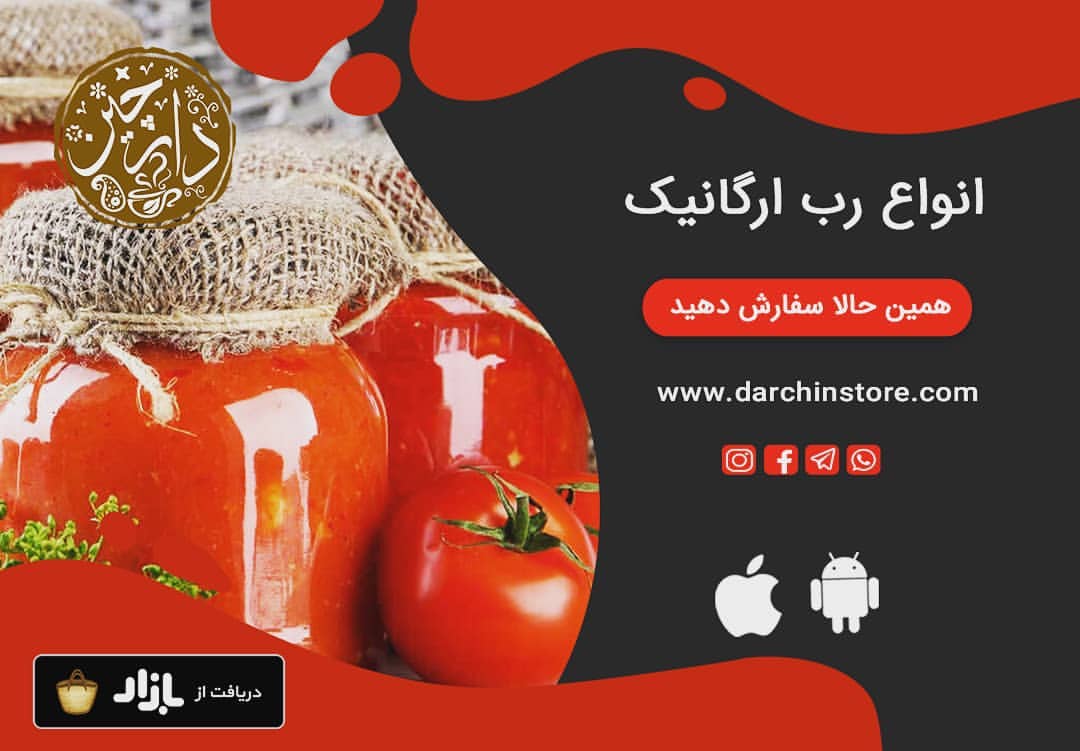 دارچین
انواع رب ارگانیک
همین حالا سفارش دهید
www.darchinstore.com
دریافت از بازار